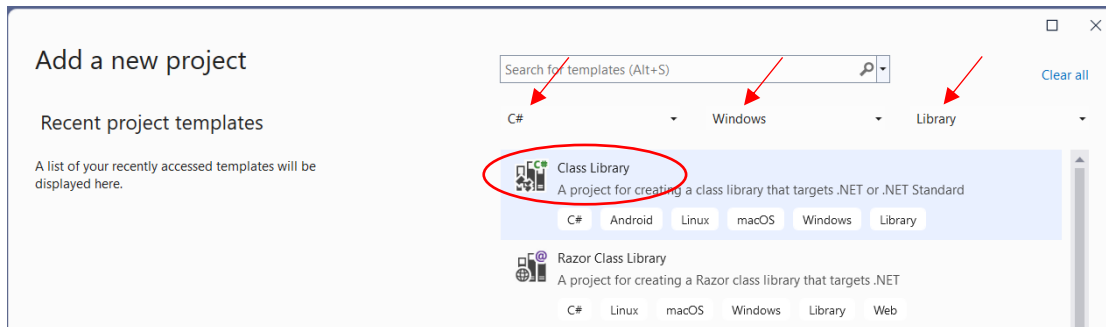 Add a new project
Search for templates (Alt+S)
Clear all
Recent project templates
C#
Windows
Library
A list of your recently accessed templates will be
displayed here.
Class Library
A project for creating a class library that targets .NET or .NET Standard
C# Android Linux macOS Windows Library
Razor Class Library
A project for creating a Razor class library that targets .NET
C# Linux macOS Windows Library Web